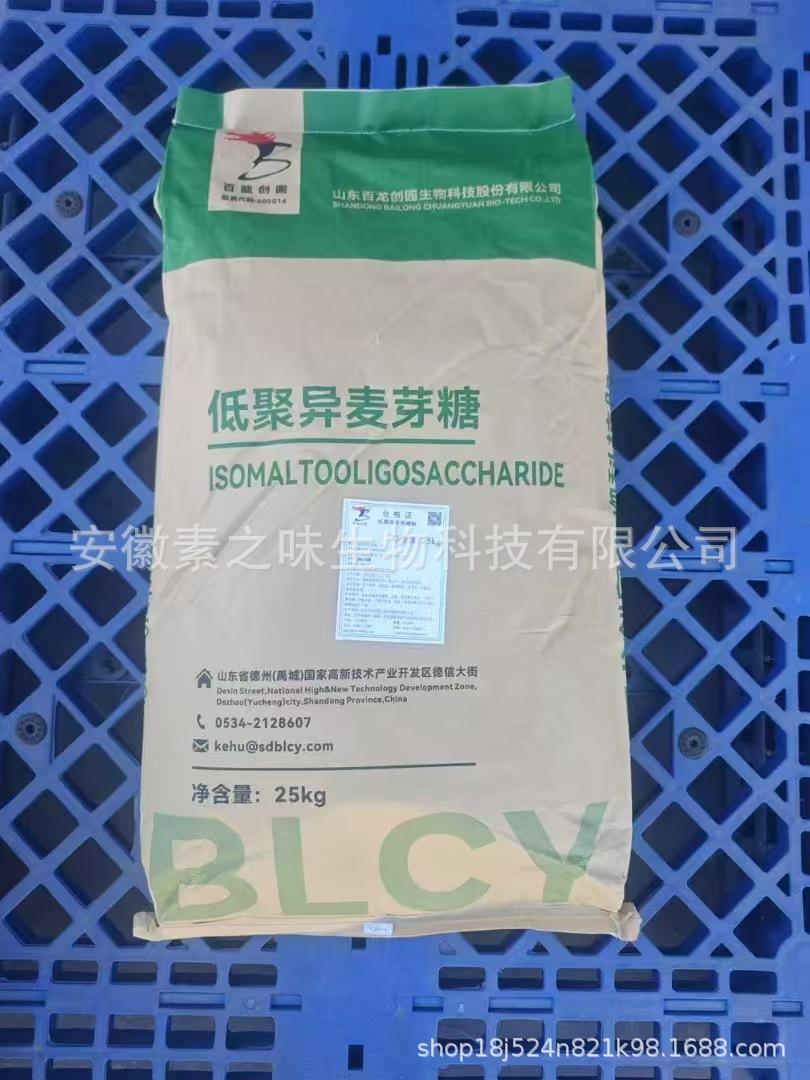 百龍创園
股票代码:605016
山东百龙创园生物科技股份有限公司
SHANDONG BAILONG CHUANGYUAN BIO-TECH CO.,LTD
低聚异麦芽糖
ISOMALTOOLIGOSACCHARIDE
合格证
安徽素之味生物科技有限公司
山东省德州(禹城)国家高新技术产业开发区德信大街
Dexin Street,National High&New Technology Development Zone,
Dezhou(Yucheng)city,Shandong Province,China
0534-2128607
kehu@sdblcy.com
净含量：25kg
BLCY
shop18j524n821k98.1688.com